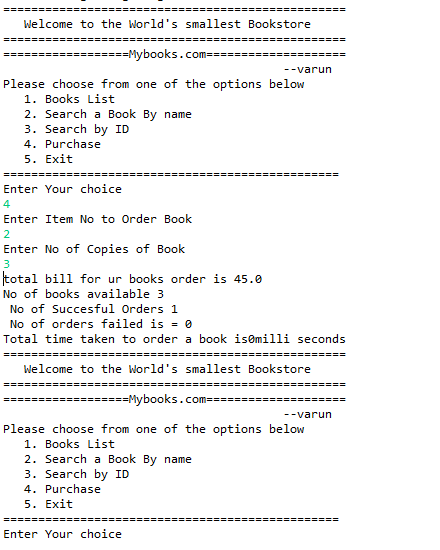 =================================================
Welcome to the World's smallest Bookstore
=================================================
==================Mybooks.com====================
--varun
Please choose from one of the options below
1. Books List
2. Search a Book By name
3. Search by ID
4. Purchase
5. Exit
================================================
Enter Your choice
4
Enter Item No to Order Book
2
Enter No of Copies of Book
3
total bill for ur books order is 45.0
No of books available 3
No of Succesful Orders 1
No of orders failed is = 0
Total time taken to order a book is0milli seconds
=================================================
Welcome to the World's smallest Bookstore
=================================================
==================Mybooks.com====================
--varun
Please choose from one of the options below
1. Books List
2. Search a Book By name
3. Search by ID
4. Purchase
5. Exit
================================================
Enter Your choice